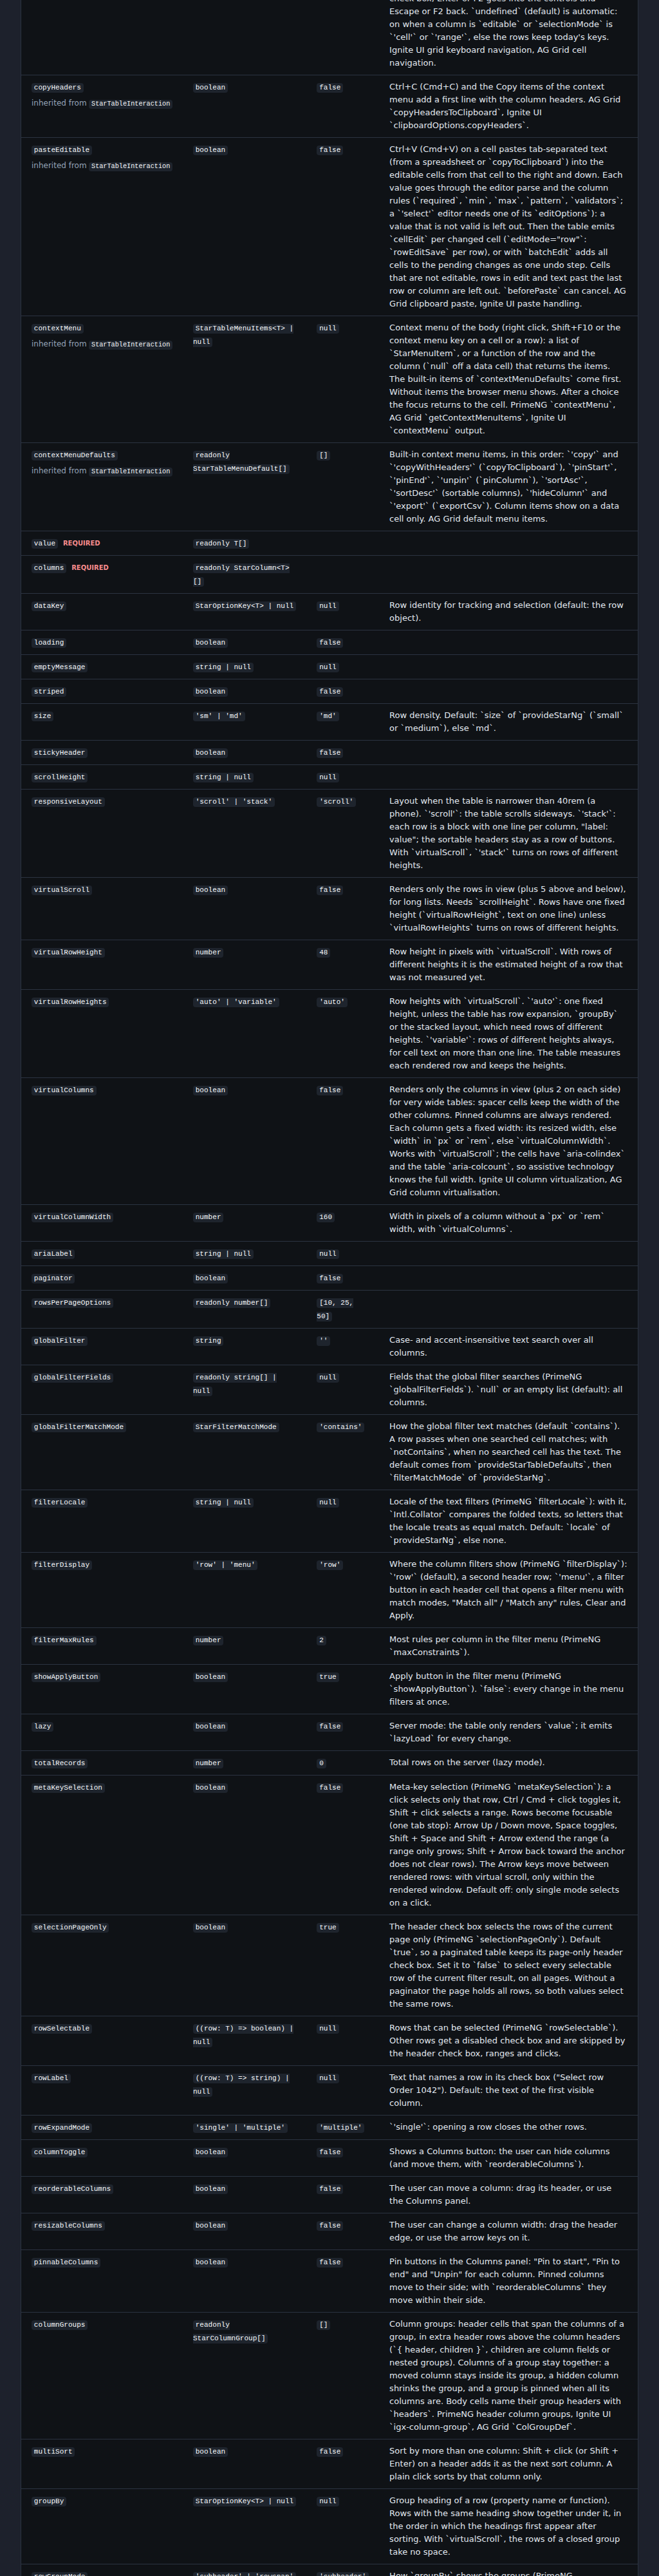 check box; Enter or F2 goes into the controls and
Escape or F2 back. `undefined` (default) is automatic:
on when a column is `editable` or `selectionMode` is
`'cell'` or `'range'`, else the rows keep today's keys.
Ignite UI grid keyboard navigation, AG Grid cell
navigation.
copyHeaders boolean false Ctrl+C (Cmd+C) and the Copy items of the context
inherited from StarTableInteraction menu add a first line with the column headers. AG Grid
`copyHeadersToClipboard`, Ignite UI
`clipboardOptions.copyHeaders`.
pasteEditable boolean false Ctrl+V (Cmd+V) on a cell pastes tab-separated text
inherited from StarTableInteraction (from a spreadsheet or `copyToClipboard`) into the
editable cells from that cell to the right and down. Each
value goes through the editor parse and the column
rules (`required`, `min`, `max`, `pattern`, `validators`;
a `'select'` editor needs one of its `editOptions`): a
value that is not valid is left out. Then the table emits
`cellEdit` per changed cell (`editMode="row"`:
`rowEditSave` per row), or with `batchEdit` adds all
cells to the pending changes as one undo step. Cells
that are not editable, rows in edit and text past the last
row or column are left out. `beforePaste` can cancel. AG
Grid clipboard paste, Ignite UI paste handling.
contextMenu StarTableMenuItems<T> | null Context menu of the body (right click, Shift+F10 or the
inherited from StarTableInteraction null context menu key on a cell or a row): a list of
`StarMenuItem`, or a function of the row and the
column (`null` off a data cell) that returns the items.
The built-in items of `contextMenuDefaults` come first.
Without items the browser menu shows. After a choice
the focus returns to the cell. PrimeNG `contextMenu`,
AG Grid `getContextMenuItems`, Ignite UI
`contextMenu` output.
contextMenuDefaults readonly [] Built-in context menu items, in this order: `'copy'` and
inherited from StarTableInteraction StarTableMenuDefault[] `'copyWithHeaders'` (`copyToClipboard`), `'pinStart'`,
`'pinEnd'`, `'unpin'` (`pinColumn`), `'sortAsc'`,
`'sortDesc'` (sortable columns), `'hideColumn'` and
`'export'` (`exportCsv`). Column items show on a data
cell only. AG Grid default menu items.
value REQUIRED readonly T[]
columns REQUIRED readonly StarColumn<T>
[]
dataKey StarOptionKey<T> | null null Row identity for tracking and selection (default: the row
object).
loading boolean false
emptyMessage string | null null
striped boolean false
size 'sm' | 'md' 'md' Row density. Default: `size` of `provideStarNg` (`small`
or `medium`), else `md`.
stickyHeader boolean false
scrollHeight string | null null
responsiveLayout 'scroll' | 'stack' 'scroll' Layout when the table is narrower than 40rem (a
phone). `'scroll'`: the table scrolls sideways. `'stack'`:
each row is a block with one line per column, "label:
value"; the sortable headers stay as a row of buttons.
With `virtualScroll`, `'stack'` turns on rows of different
heights.
virtualScroll boolean false Renders only the rows in view (plus 5 above and below),
for long lists. Needs `scrollHeight`. Rows have one fixed
height (`virtualRowHeight`, text on one line) unless
`virtualRowHeights` turns on rows of different heights.
virtualRowHeight number 48 Row height in pixels with `virtualScroll`. With rows of
different heights it is the estimated height of a row that
was not measured yet.
virtualRowHeights 'auto' | 'variable' 'auto' Row heights with `virtualScroll`. `'auto'`: one fixed
height, unless the table has row expansion, `groupBy`
or the stacked layout, which need rows of different
heights. `'variable'`: rows of different heights always,
for cell text on more than one line. The table measures
each rendered row and keeps the heights.
virtualColumns boolean false Renders only the columns in view (plus 2 on each side)
for very wide tables: spacer cells keep the width of the
other columns. Pinned columns are always rendered.
Each column gets a fixed width: its resized width, else
`width` in `px` or `rem`, else `virtualColumnWidth`.
Works with `virtualScroll`; the cells have `aria-colindex`
and the table `aria-colcount`, so assistive technology
knows the full width. Ignite UI column virtualization, AG
Grid column virtualisation.
virtualColumnWidth number 160 Width in pixels of a column without a `px` or `rem`
width, with `virtualColumns`.
ariaLabel string | null null
paginator boolean false
rowsPerPageOptions readonly number[] [10, 25,
50]
globalFilter string '' Case- and accent-insensitive text search over all
columns.
globalFilterFields readonly string[] | null Fields that the global filter searches (PrimeNG
null `globalFilterFields`). `null` or an empty list (default): all
columns.
globalFilterMatchMode StarFilterMatchMode 'contains' How the global filter text matches (default `contains`).
A row passes when one searched cell matches; with
`notContains`, when no searched cell has the text. The
default comes from `provideStarTableDefaults`, then
`filterMatchMode` of `provideStarNg`.
filterLocale string | null null Locale of the text filters (PrimeNG `filterLocale`): with it,
`Intl.Collator` compares the folded texts, so letters that
the locale treats as equal match. Default: `locale` of
`provideStarNg`, else none.
filterDisplay 'row' | 'menu' 'row' Where the column filters show (PrimeNG `filterDisplay`):
`'row'` (default), a second header row; `'menu'`, a filter
button in each header cell that opens a filter menu with
match modes, "Match all" / "Match any" rules, Clear and
Apply.
filterMaxRules number 2 Most rules per column in the filter menu (PrimeNG
`maxConstraints`).
showApplyButton boolean true Apply button in the filter menu (PrimeNG
`showApplyButton`). `false`: every change in the menu
filters at once.
lazy boolean false Server mode: the table only renders `value`; it emits
`lazyLoad` for every change.
totalRecords number 0 Total rows on the server (lazy mode).
metaKeySelection boolean false Meta-key selection (PrimeNG `metaKeySelection`): a
click selects only that row, Ctrl / Cmd + click toggles it,
Shift + click selects a range. Rows become focusable
(one tab stop): Arrow Up / Down move, Space toggles,
Shift + Space and Shift + Arrow extend the range (a
range only grows; Shift + Arrow back toward the anchor
does not clear rows). The Arrow keys move between
rendered rows: with virtual scroll, only within the
rendered window. Default off: only single mode selects
on a click.
selectionPageOnly boolean true The header check box selects the rows of the current
page only (PrimeNG `selectionPageOnly`). Default
`true`, so a paginated table keeps its page-only header
check box. Set it to `false` to select every selectable
row of the current filter result, on all pages. Without a
paginator the page holds all rows, so both values select
the same rows.
rowSelectable ((row: T) => boolean) | null Rows that can be selected (PrimeNG `rowSelectable`).
null Other rows get a disabled check box and are skipped by
the header check box, ranges and clicks.
rowLabel ((row: T) => string) | null Text that names a row in its check box ("Select row
null Order 1042"). Default: the text of the first visible
column.
rowExpandMode 'single' | 'multiple' 'multiple' `'single'`: opening a row closes the other rows.
columnToggle boolean false Shows a Columns button: the user can hide columns
(and move them, with `reorderableColumns`).
reorderableColumns boolean false The user can move a column: drag its header, or use
the Columns panel.
resizableColumns boolean false The user can change a column width: drag the header
edge, or use the arrow keys on it.
pinnableColumns boolean false Pin buttons in the Columns panel: "Pin to start", "Pin to
end" and "Unpin" for each column. Pinned columns
move to their side; with `reorderableColumns` they
move within their side.
columnGroups readonly [] Column groups: header cells that span the columns of a
StarColumnGroup[] group, in extra header rows above the column headers
(`{ header, children }`, children are column fields or
nested groups). Columns of a group stay together: a
moved column stays inside its group, a hidden column
shrinks the group, and a group is pinned when all its
columns are. Body cells name their group headers with
`headers`. PrimeNG header column groups, Ignite UI
`igx-column-group`, AG Grid `ColGroupDef`.
multiSort boolean false Sort by more than one column: Shift + click (or Shift +
Enter) on a header adds it as the next sort column. A
plain click sorts by that column only.
groupBy StarOptionKey<T> | null null Group heading of a row (property name or function).
Rows with the same heading show together under it, in
the order in which the headings first appear after
sorting. With `virtualScroll`, the rows of a closed group
take no space.
rowGroupMode 'subheader' | 'rowspan' 'subheader' How `groupBy` shows the groups (PrimeNG